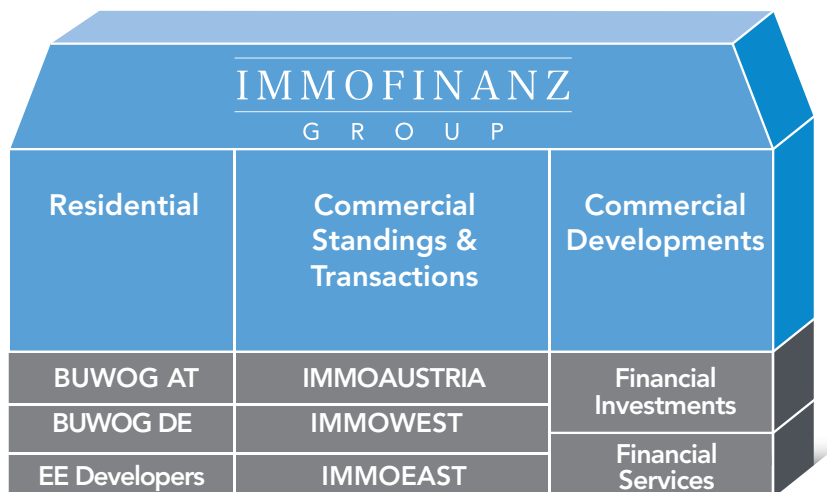 IMMOFINANZ
GROUP
Residential
Commercial
Standings &
Transactions
Commercial
Developments
BUWOG AT
BUWOG DE
EE Developers
IMMOAUSTRIA
IMMOWEST
IMMOEAST
Financial
Investments
Financial
Services